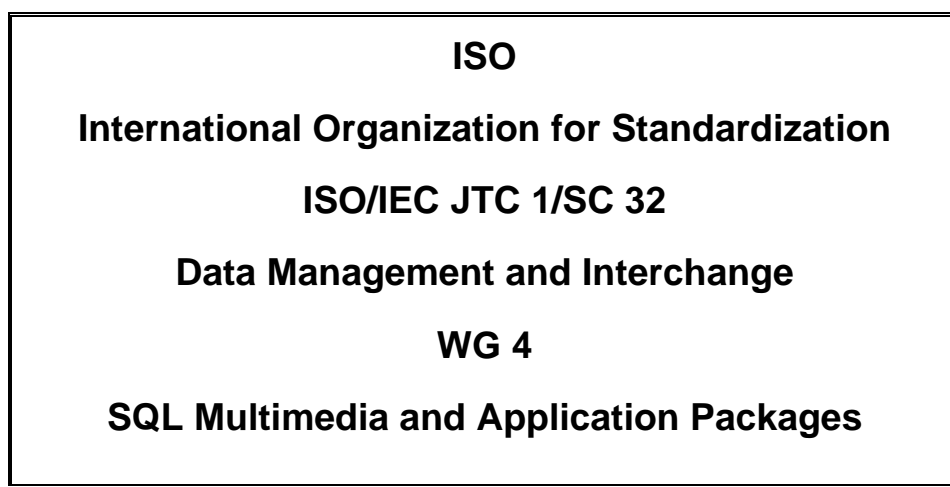 ISO
International Organization for Standardization
ISO/IEC JTC 1/SC 32
Data Management and Interchange
WG 4
SQL Multimedia and Application Packages